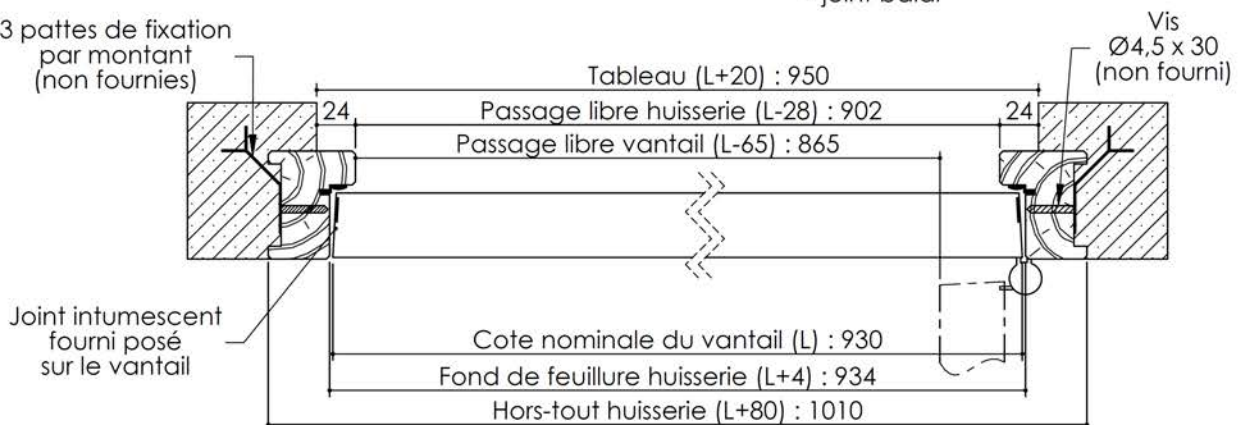 joint balai
3 pattes de fixation
par montant
(non fournies)
Vis
Ø4,5 x 30
(non fourni)
Tableau (L+20) : 950
24
Passage libre huisserie (L-28) : 902
24
Passage libre vantail (L-65) : 865
Joint intumescent
fourni posé
sur le vantail
Cote nominale du vantail (L) : 930
Fond de feuillure huisserie (L+4) : 934
Hors-tout huisserie (L+80) : 1010